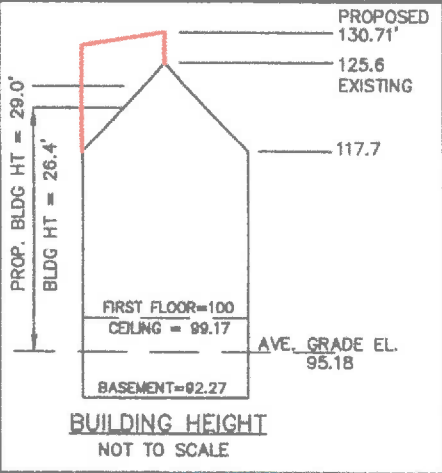 PROPOSED
130.71'
125.6
EXISTING
117.7
PROP. BLDG HT = 29.0'
BLDG HT = 26.4'
FIRST FLOOR=100
CEILING = 99.17
AVE. GRADE EL.
95.18
BASEMENT=92.27
BUILDING HEIGHT
NOT TO SCALE